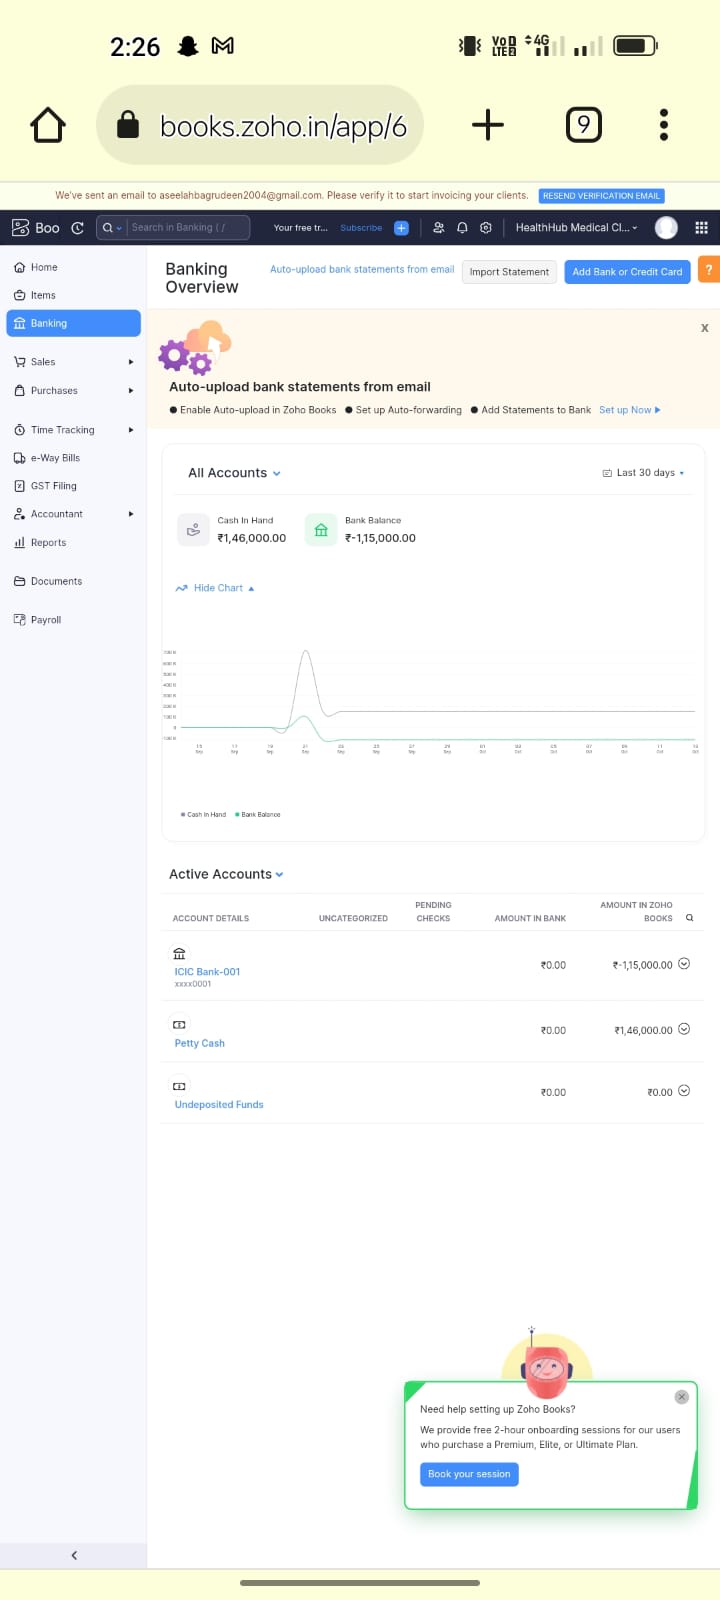 2:26
Vo) LTE2 4G
books.zoho.in/app/6
9
We've sent an email to aseelahbagrudeen2004@gmail.com. Please verify it to start invoicing your clients. RESEND VERIFICATION EMAIL
Boo
Search in Banking ( /
Your free tr...
Subscribe
HealthHub Medical Cl...
Home
Items
Banking
Sales
Purchases
Time Tracking
e-Way Bills
GST Filing
Accountant
Reports
Documents
Payroll
Banking Overview
Auto-upload bank statements from email
Import Statement
Add Bank or Credit Card
?
x
Auto-upload bank statements from email
Enable Auto-upload in Zoho Books
Set up Auto-forwarding
Add Statements to Bank
Set up Now
All Accounts
Last 30 days
Cash In Hand
₹1,46,000.00
Bank Balance
₹-1,15,000.00
Hide Chart
Cash In Hand
Bank Balance
Active Accounts
ACCOUNT DETAILS
UNCATEGORIZED
PENDING CHECKS
AMOUNT IN BANK
AMOUNT IN ZOHO BOOKS
ICIC Bank-001
xxxx0001
₹0.00
₹-1,15,000.00
Petty Cash
₹0.00
₹1,46,000.00
Undeposited Funds
₹0.00
₹0.00
Need help setting up Zoho Books?
We provide free 2-hour onboarding sessions for our users
who purchase a Premium, Elite, or Ultimate Plan.
Book your session